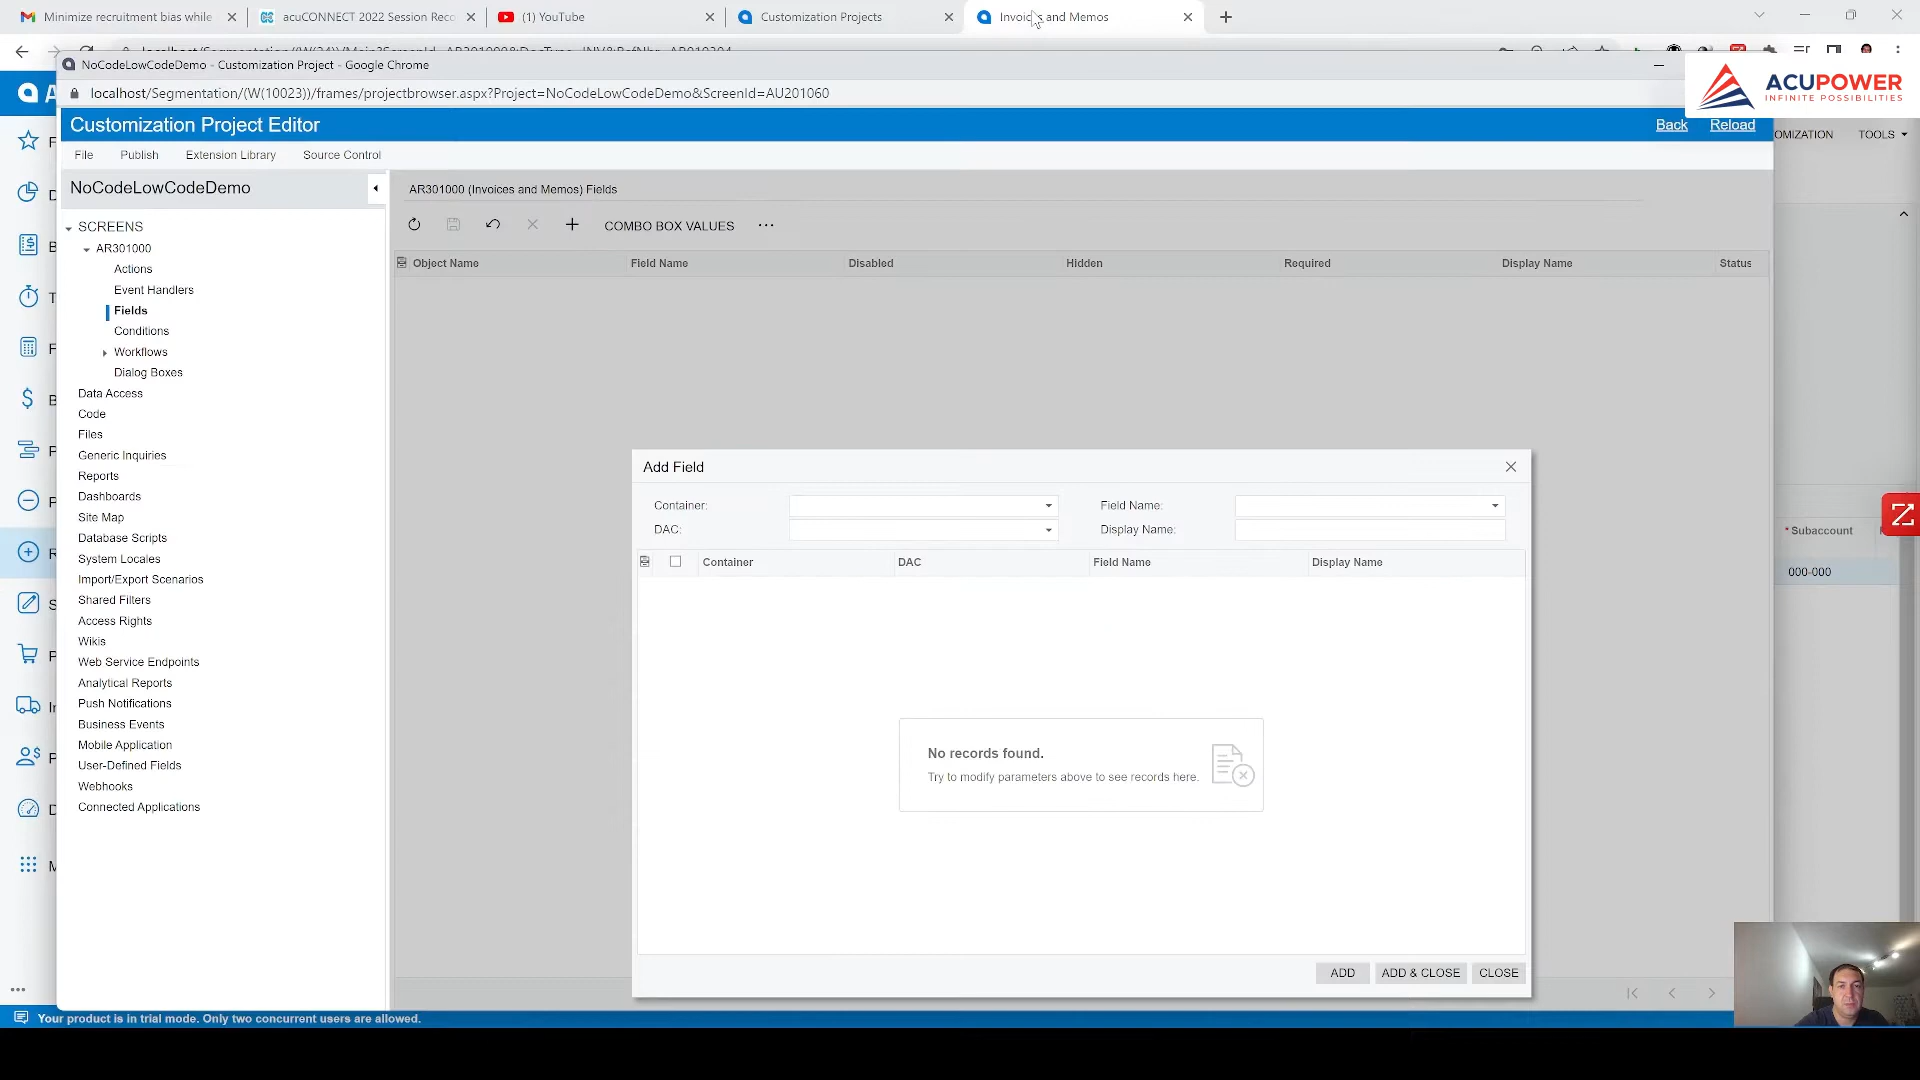 Minimize recruitment bias while
acuCONNECT 2022 Session Reco
(1) YouTube
Customization Projects
Invoices and Memos
NoCodeLowCodeDemo - Customization Project - Google Chrome
localhost/Segmentation/(W(10023))/frames/projectbrowser.aspx?Project=NoCodeLowCodeDemo&ScreenId=AU201060
ACUPOWER
INFINITE POSSIBILITIES
Customization Project Editor
Back
Reload
OMIZATION
TOOLS
File
Publish
Extension Library
Source Control
NoCodeLowCodeDemo
AR301000 (Invoices and Memos) Fields
COMBO BOX VALUES
Object Name
Field Name
Disabled
Hidden
Required
Display Name
Status
SCREENS
AR301000
Actions
Event Handlers
Fields
Conditions
Workflows
Dialog Boxes
Data Access
Code
Files
Generic Inquiries
Reports
Dashboards
Site Map
Database Scripts
System Locales
Import/Export Scenarios
Shared Filters
Access Rights
Wikis
Web Service Endpoints
Analytical Reports
Push Notifications
Business Events
Mobile Application
User-Defined Fields
Webhooks
Connected Applications
Add Field
Container:
Field Name:
DAC:
Display Name:
Container
DAC
Field Name
Display Name
No records found.
Try to modify parameters above to see records here.
ADD
ADD & CLOSE
CLOSE
* Subaccount
000-000
Your product is in trial mode. Only two concurrent users are allowed.